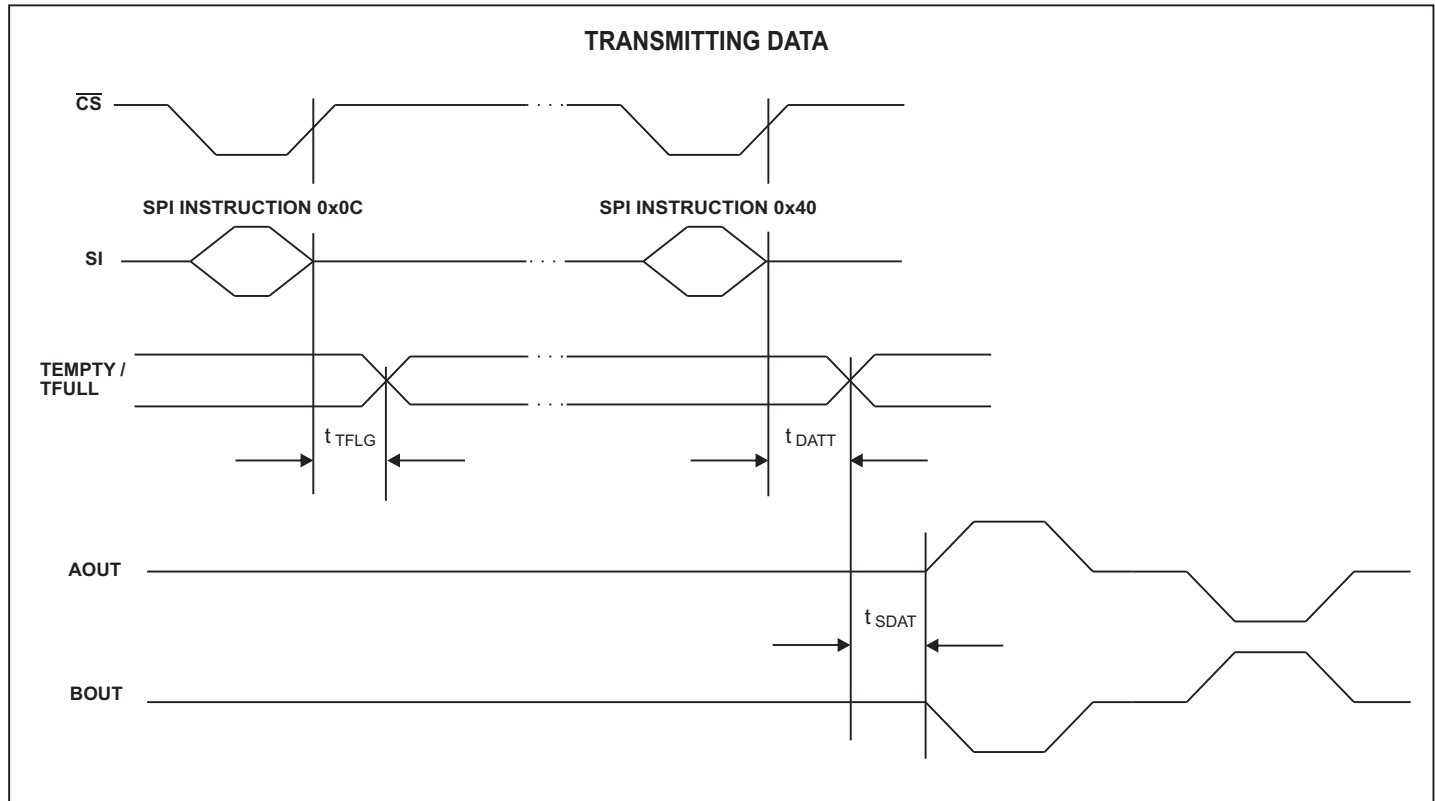 TRANSMITTING DATA
CS
SPI INSTRUCTION 0x0C
SPI INSTRUCTION 0x40
SI
TEMPTY /
TFULL
t TFLG
t DATT
AOUT
t SDAT
BOUT